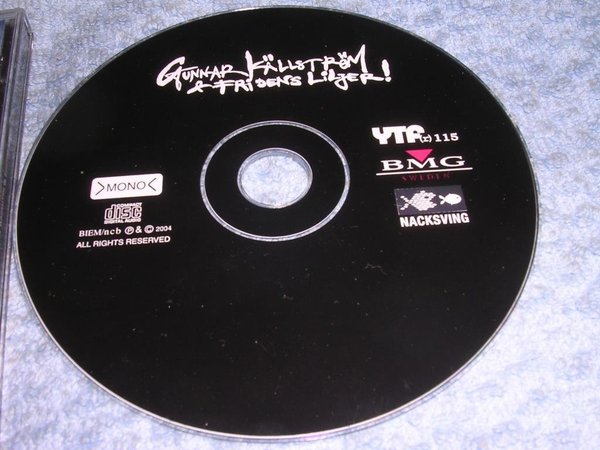 GUNNAR KÄLLSTRÖM
& FRIDENS LILJER!
YTF(z) 115
BMG
SWEDEN
NACKSVING
>MONO<
COMPACT
disc
DIGITAL AUDIO
BIEM/ncb ℗ & © 2004
ALL RIGHTS RESERVED